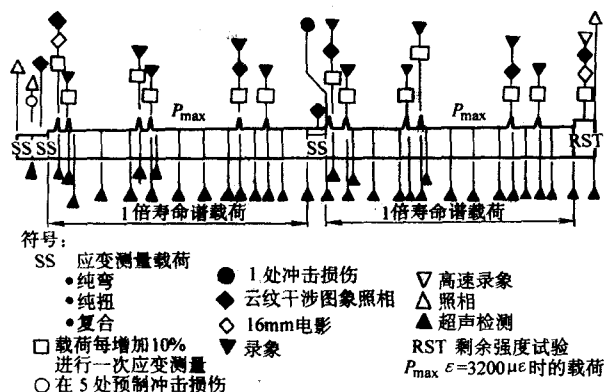 P max
P max
SS
SS
SS
SS
RST
1倍寿命谱载荷
1倍寿命谱载荷
符号：
SS 应变测量载荷
•纯弯
•纯扭
•复合
□ 载荷每增加10%
进行一次应变测量
○ 在5处预制冲击损伤
● 1处冲击损伤
◆ 云纹干涉图象照相
◇ 16mm电影
▼ 录象
▽ 高速录象
△ 照相
▲ 超声检测
RST 剩余强度试验
P max ε=3200με时的载荷